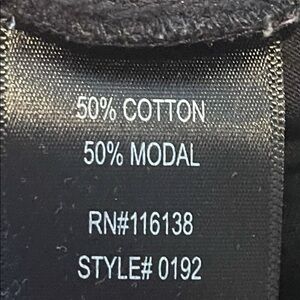 50% COTTON
50% MODAL
RN#116138
STYLE# 0192